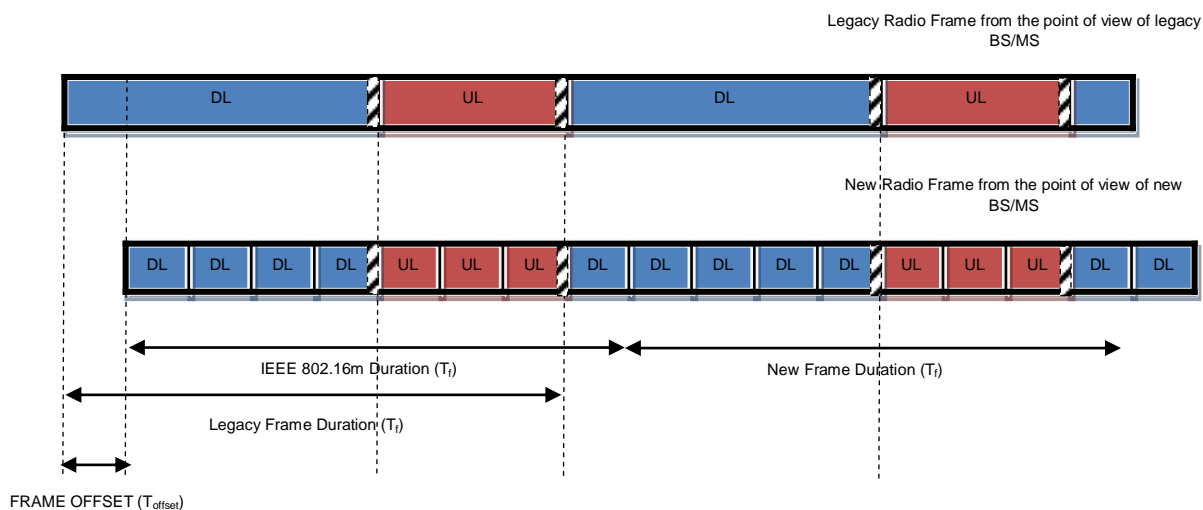 Legacy Radio Frame from the point of view of legacy
BS/MS
DL UL DL UL
New Radio Frame from the point of view of new
BS/MS
DL DL DL DL UL UL UL DL DL DL DL DL UL UL UL DL DL
IEEE 802.16m Duration (Tf)
New Frame Duration (Tf)
Legacy Frame Duration (Tf)
FRAME OFFSET (Toffset)